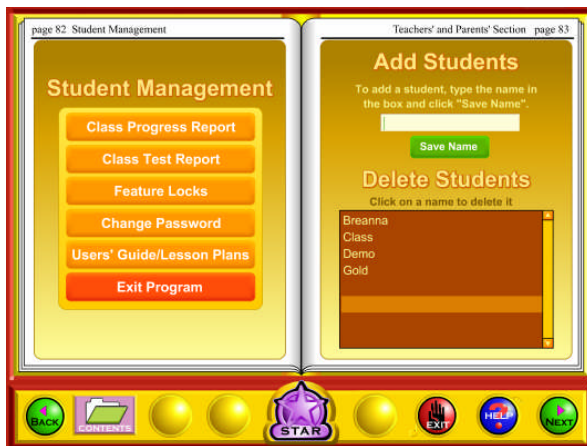 page 82 Student Management
Student Management
Class Progress Report
Class Test Report
Feature Locks
Change Password
Users' Guide/Lesson Plans
Exit Program
Teachers' and Parents' Section page 83
Add Students
To add a student, type the name in
the box and click "Save Name".
Save Name
Delete Students
Click on a name to delete it
Breanna
Class
Demo
Gold
BACK
CONTENTS
STAR
EXIT
HELP
NEXT